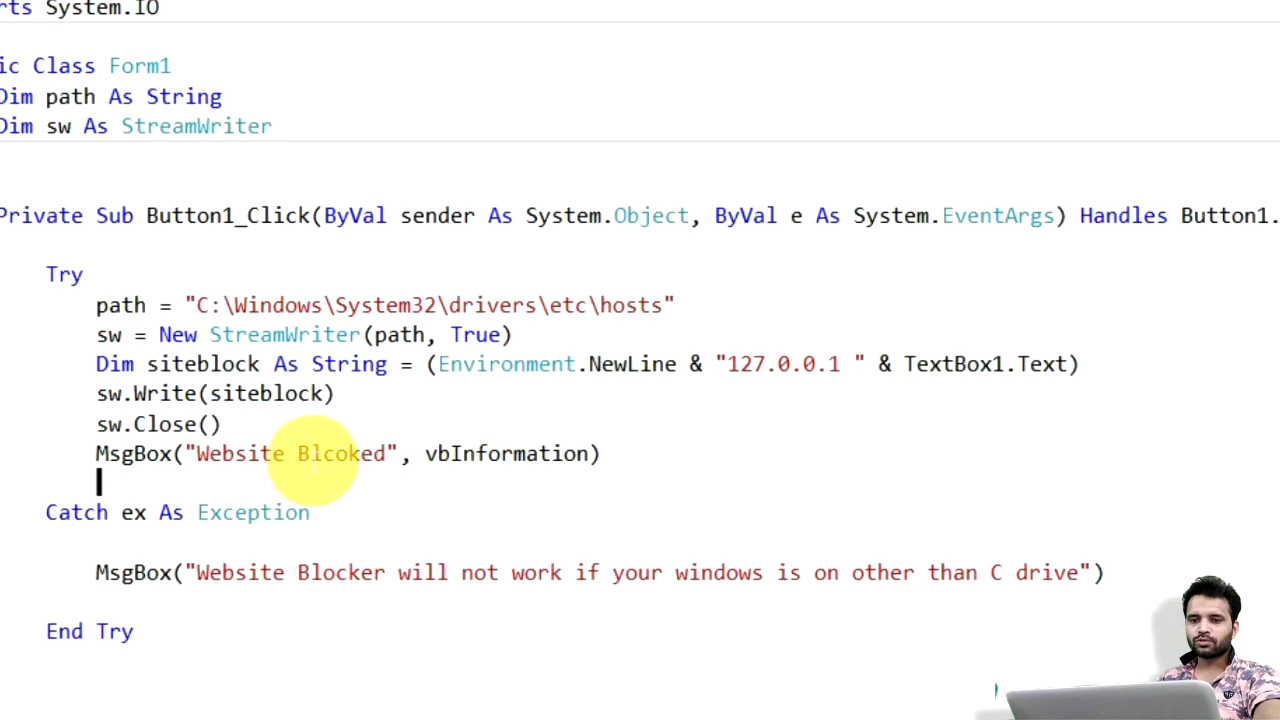 rts System.IO
ic Class Form1
Dim path As String
Dim sw As StreamWriter
Private Sub Button1_Click(ByVal sender As System.Object, ByVal e As System.EventArgs) Handles Button1.
Try
path = "C:\Windows\System32\drivers\etc\hosts"
sw = New StreamWriter(path, True)
Dim siteblock As String = (Environment.NewLine & "127.0.0.1 " & TextBox1.Text)
sw.Write(siteblock)
sw.Close()
MsgBox("Website Blcoked", vbInformation)
Catch ex As Exception
MsgBox("Website Blocker will not work if your windows is on other than C drive")
End Try